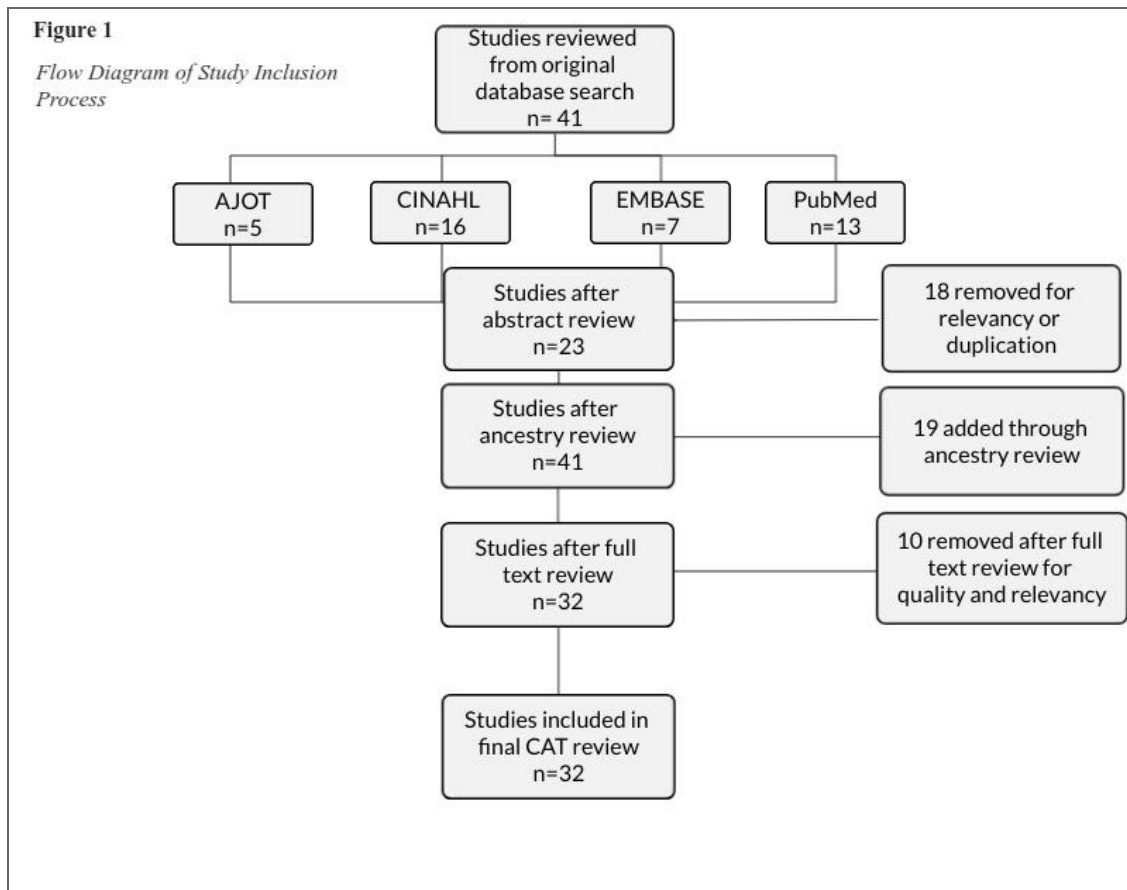 Figure 1
Flow Diagram of Study Inclusion
Process
Studies reviewed
from original
database search
n= 41
AJOT
n=5
CINAHL
n=16
EMBASE
n=7
PubMed
n=13
Studies after
abstract review
n=23
18 removed for
relevancy or
duplication
Studies after
ancestry review
n=41
19 added through
ancestry review
Studies after full
text review
n=32
10 removed after full
text review for
quality and relevancy
Studies included in
final CAT review
n=32